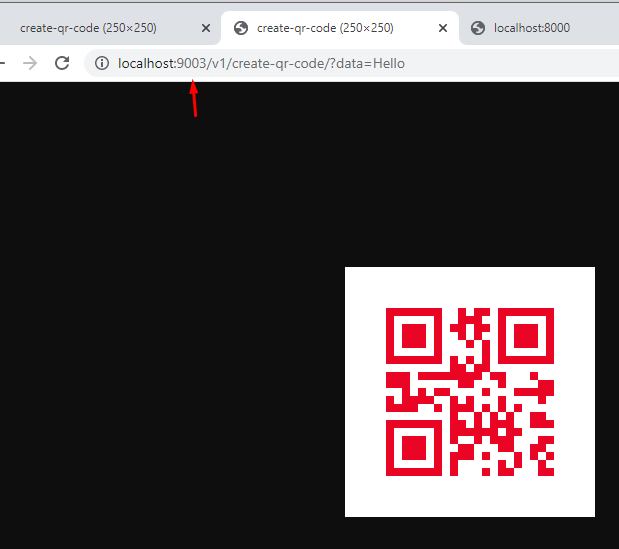 create-qr-code (250×250)
create-qr-code (250×250)
localhost:8000
localhost:9003/v1/create-qr-code/?data=Hello